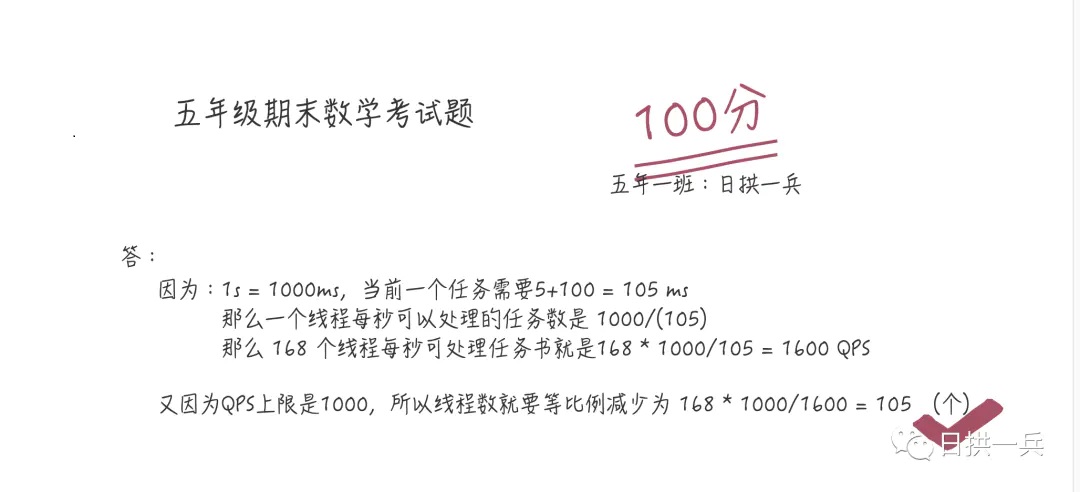 五年级期末数学考试题
100分
五年一班：日拱一兵
答：
因为：1s = 1000ms，当前一个任务需要5+100 = 105 ms
那么一个线程每秒可以处理的任务数是 1000/(105)
那么 168 个线程每秒可处理任务书就是168 * 1000/105 = 1600 QPS
又因为QPS上限是1000，所以线程数就要等比例减少为 168 * 1000/1600 = 105 （个）
日拱一兵